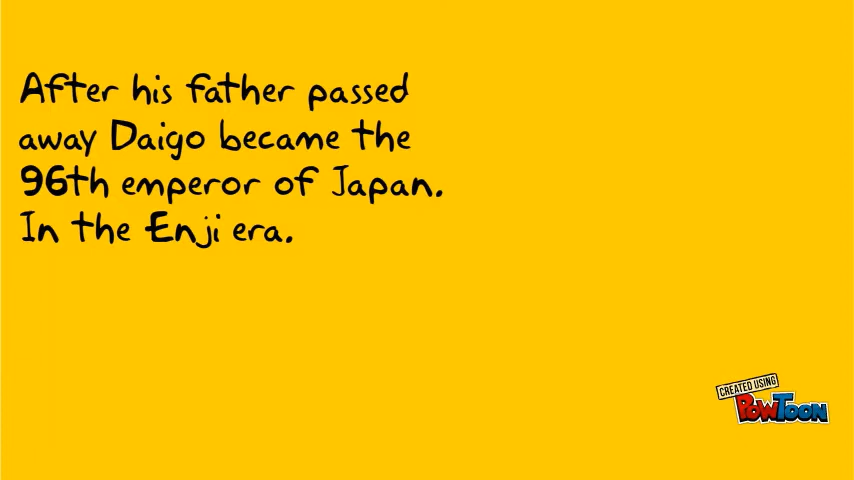 After his father passed
away Daigo became the
96th emperor of Japan.
In the Enji era.
CREATED USING
POWTOON